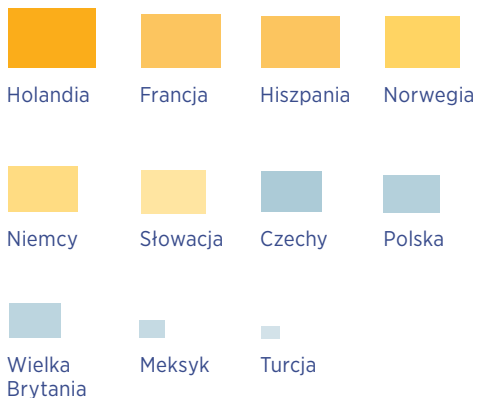 Holandia
Francja
Hiszpania
Norwegia
Niemcy
Słowacja
Czechy
Polska
Wielka
Brytania
Meksyk
Turcja